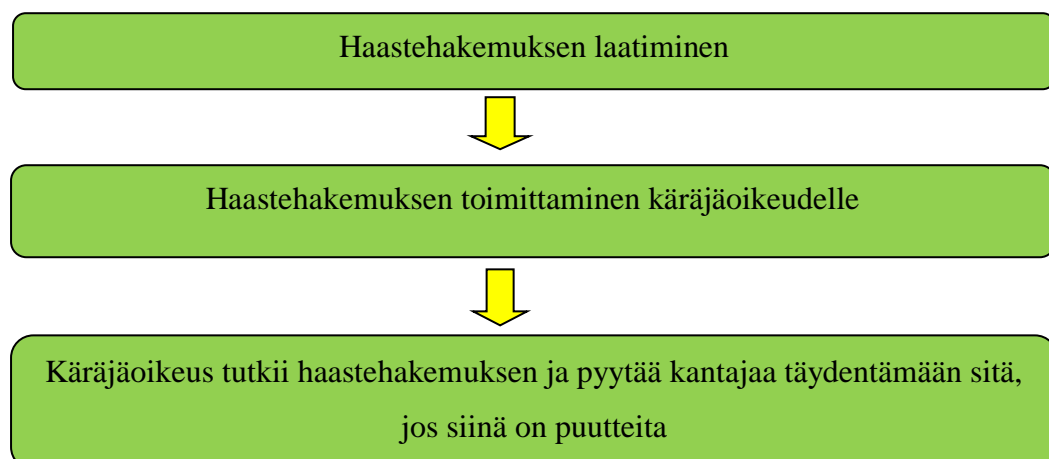 Haastehakemuksen laatiminen
Haastehakemuksen toimittaminen käräjäoikeudelle
Käräjäoikeus tutkii haastehakemuksen ja pyytää kantajaa täydentämään sitä,
jos siinä on puutteita